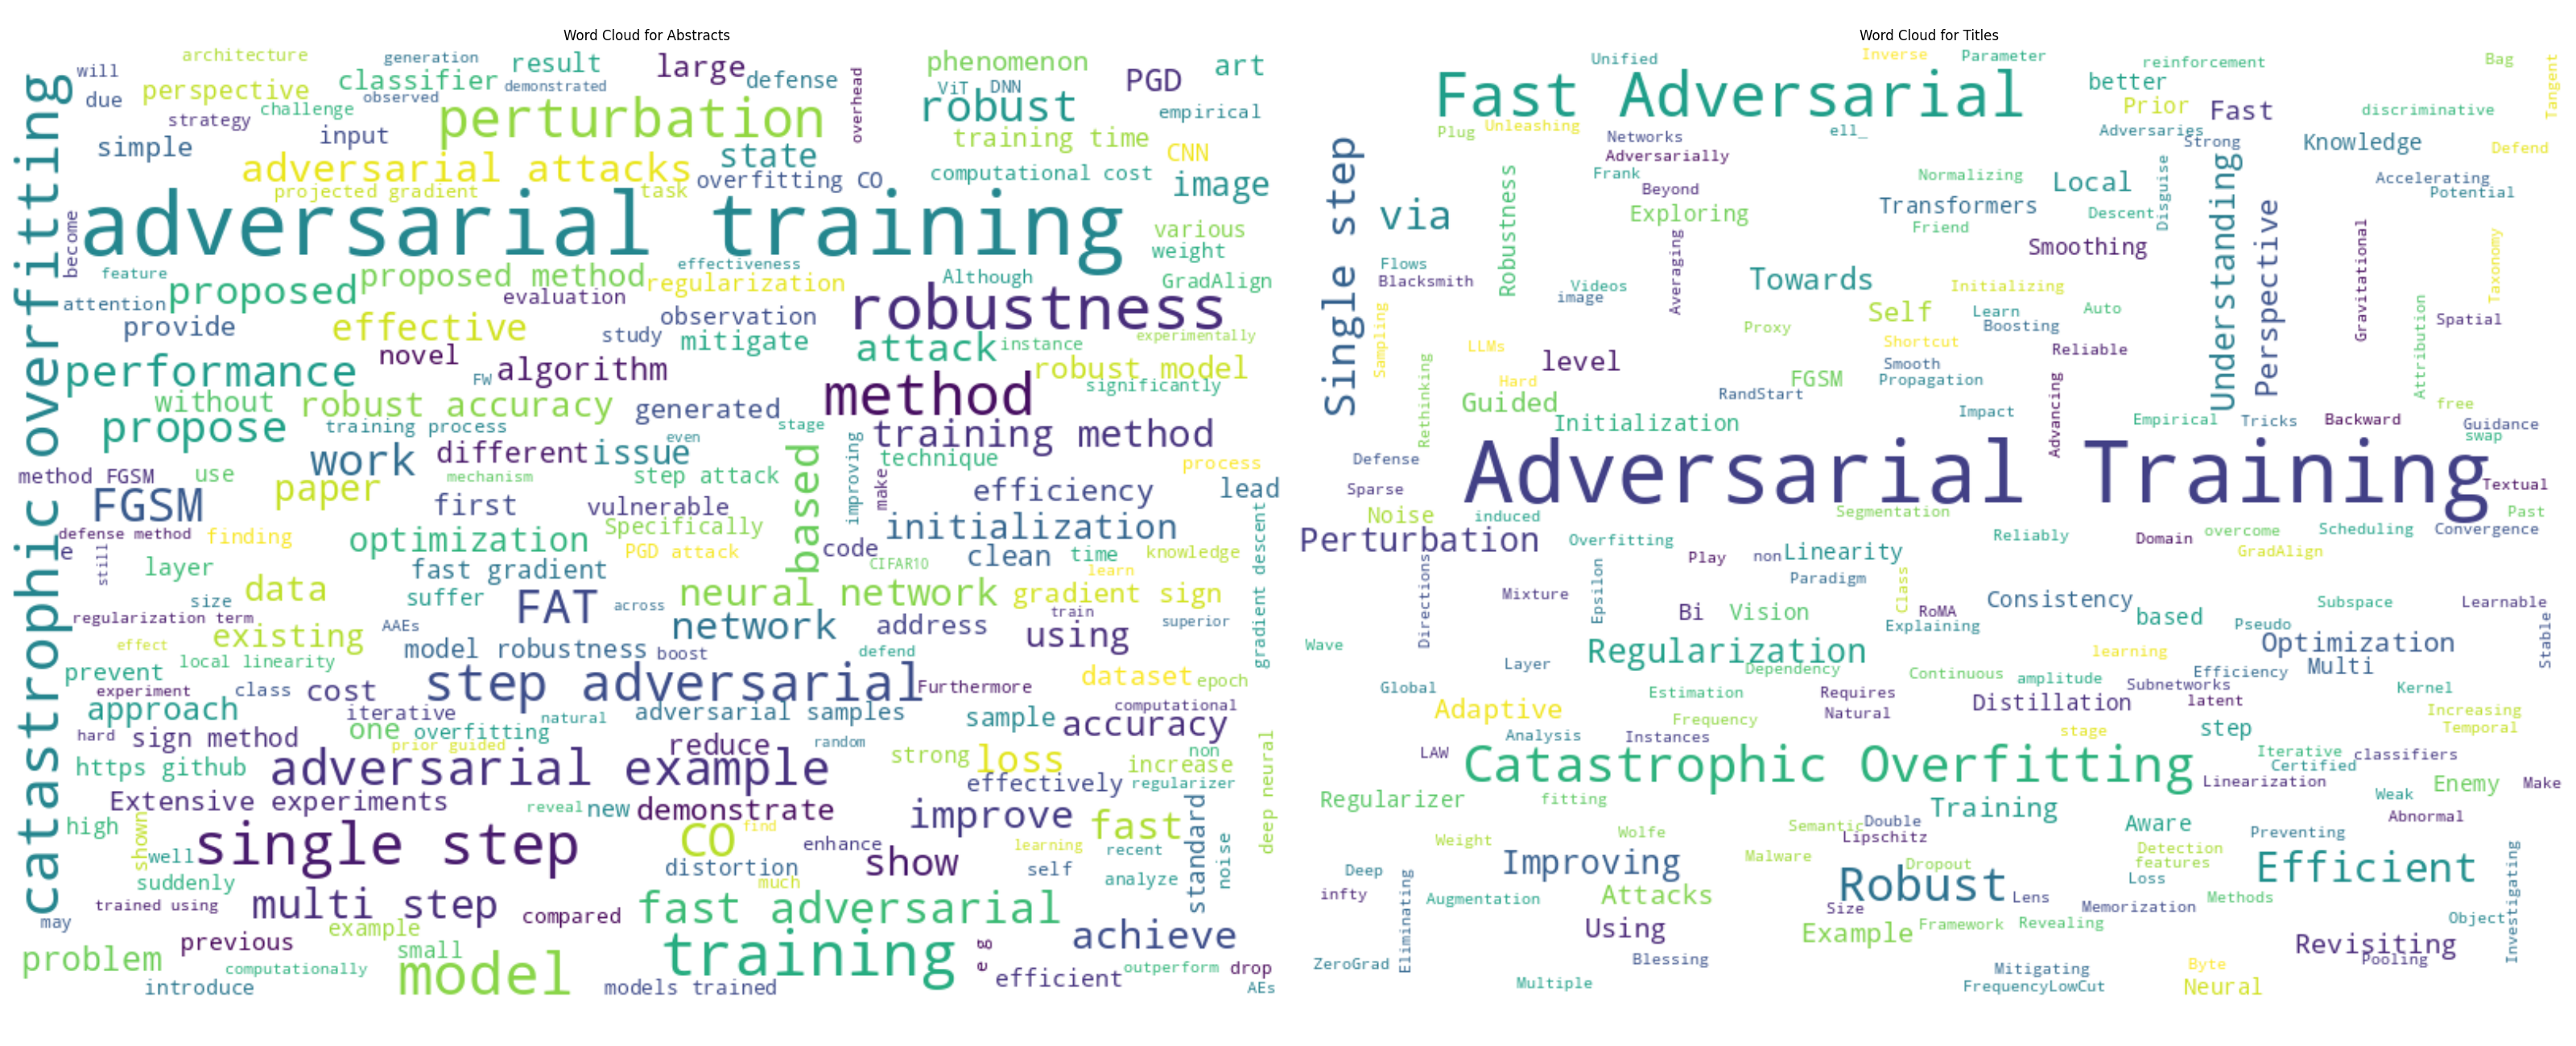 Word Cloud for Abstracts
architecture
generation
result
large
phenomenon
art
will
classifier
defense
PGD
due
perspective
observed
demonstrated
overhead
ViT
DNN
robust
empirical
challenge
perturbation
strategy
input
training time
simple
state
CNN
adversarial attacks
overfitting CO
computational cost
image
projected gradient
task
catastrophic overfitting
adversarial training
become
various
weight
feature
proposed method
effectiveness
regularization
Although
GradAlign
attention
proposed
evaluation
robustness
provide
effective
observation
study
mitigate
attack
instance
experimentally
novel
performance
FW
algorithm
robust model
significantly
without
robust accuracy
generated
method
propose
training process
even
stage
training method
work
different
issue
based
improving
make
technique
process
method FGSM
use
mechanism
step attack
paper
efficiency
lead
FGSM
first
vulnerable
Specifically
initialization
gradient descent
defense method
finding
optimization
PGD attack
code
clean
time
knowledge
e
still
layer
fast gradient
CIFAR10
learn
data
suffer
FAT
across
neural network
gradient sign
size
train
regularization term
AAEs
network
address
using
superior
effect
existing
model robustness
boost
defend
prevent
local linearity
step adversarial
Furthermore
dataset
epoch
experiment
class
cost
approach
iterative
natural
adversarial samples
sample
computational
accuracy
hard
sign method
one
overfitting
prior guided
reduce
random
strong
loss
non
increase
deep neural
https github
adversarial example
effectively
regularizer
Extensive experiments
reveal
new
demonstrate
improve
standard
high
shown
CO
find
fast
well
single step
enhance
learning
recent
noise
suddenly
distortion
much
show
self
analyze
trained using
multi step
compared
fast adversarial
may
previous
example
small
training
e g
achieve
problem
computationally
model
efficient
outperform
drop
introduce
models trained
AEs
Word Cloud for Titles
Unified
Inverse
Parameter
reinforcement
Bag
Tangent
Fast Adversarial
better
Prior
Fast
discriminative
Plug
Unleashing
Networks
ell_
Adversaries
Strong
Knowledge
Defend
Single step
Adversarially
Frank
Beyond
Normalizing
Local
Disguise
Understanding
Accelerating
Potential
via
Robustness
Exploring
Transformers
Descent
Perspective
Friend
Averaging
Smoothing
Gravitational
Taxonomy
Flows
Blacksmith
Videos
image
Towards
Initializing
Sampling
Self
Learn
Boosting
Auto
Attribution
Spatial
Proxy
Rethinking
LLMs
level
Shortcut
Reliable
Hard
Smooth
FGSM
Propagation
Guided
RandStart
Advancing
free
Initialization
Impact
Empirical
Tricks
Backward
Guidance
swap
Defense
Adversarial Training
Sparse
Textual
Noise
induced
Segmentation
Past
Perturbation
Overfitting
Reliably
Domain
overcome
Scheduling
Convergence
Play
non
Linearity
GradAlign
Directions
Epsilon
Paradigm
Class
Mixture
Bi
Vision
RoMA
Consistency
based
Subspace
Learnable
Explaining
Pseudo
Stable
Wave
Regularization
Optimization
Layer
Dependency
learning
Efficiency
Multi
Continuous
amplitude
Global
Estimation
Requires
Subnetworks
Kernel
Adaptive
Frequency
Natural
Distillation
latent
Increasing
Temporal
Analysis
Instances
stage
step
LAW
Catastrophic Overfitting
Iterative
Certified
classifiers
Linearization
Enemy
Make
Regularizer
fitting
Training
Weak
Abnormal
Weight
Wolfe
Semantic
Double
Lipschitz
Aware
Preventing
Deep
Improving
Malware
Dropout
Detection
features
Efficient
Investigating
infty
Eliminating
Augmentation
Attacks
Robust
Lens
Loss
Methods
Size
Memorization
Object
Using
Example
Framework
Revealing
Revisiting
ZeroGrad
Blessing
Mitigating
Byte
Pooling
Multiple
FrequencyLowCut
Neural